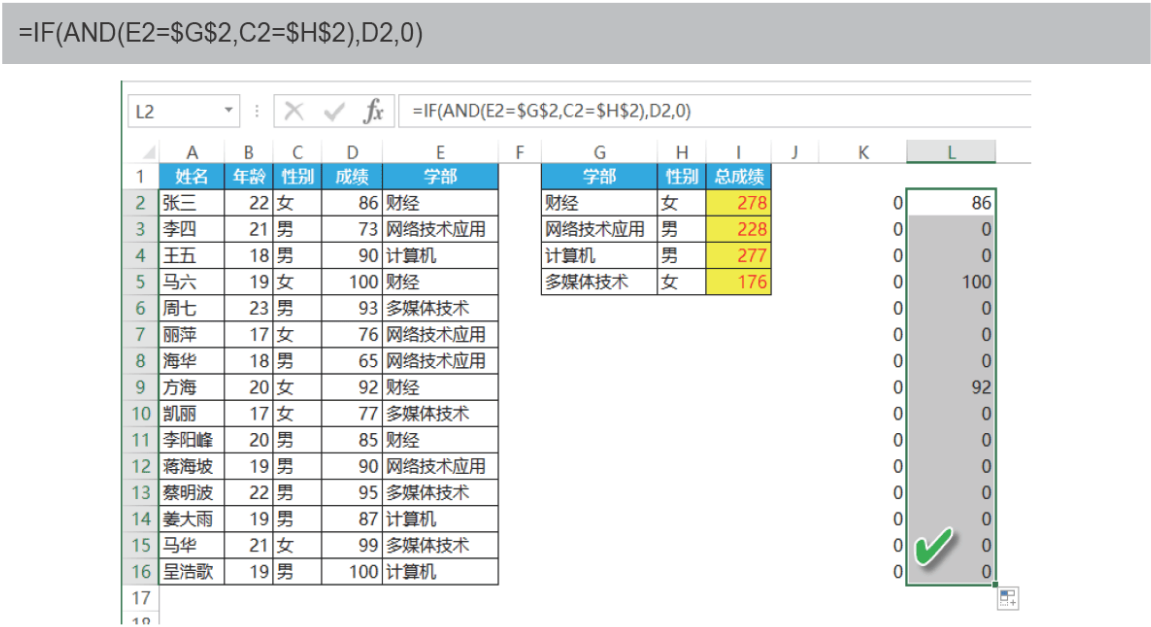 =IF(AND(E2=$G$2,C2=$H$2),D2,0)
L2 fx =IF(AND(E2=$G$2,C2=$H$2),D2,0)
A B C D E F G H I J K L
1 姓名 年龄 性别 成绩 学部 学部 性别 总成绩
2 张三 22 女 86 财经 财经 女 278 0 86
3 李四 21 男 73 网络技术应用 网络技术应用 男 228 0 0
4 王五 18 男 90 计算机 计算机 男 277 0 0
5 马六 19 女 100 财经 多媒体技术 女 176 0 100
6 周七 23 男 93 多媒体技术 0 0
7 丽萍 17 女 76 网络技术应用 0 0
8 海华 18 男 65 网络技术应用 0 0
9 方海 20 女 92 财经 0 92
10 凯丽 17 女 77 多媒体技术 0 0
11 李阳峰 20 男 85 财经 0 0
12 蒋海坡 19 男 90 网络技术应用 0 0
13 蔡明波 22 男 95 多媒体技术 0 0
14 姜大雨 19 男 87 计算机 0 0
15 马华 21 女 99 多媒体技术 0 0
16 呈浩歌 19 男 100 计算机 0 0
17
18